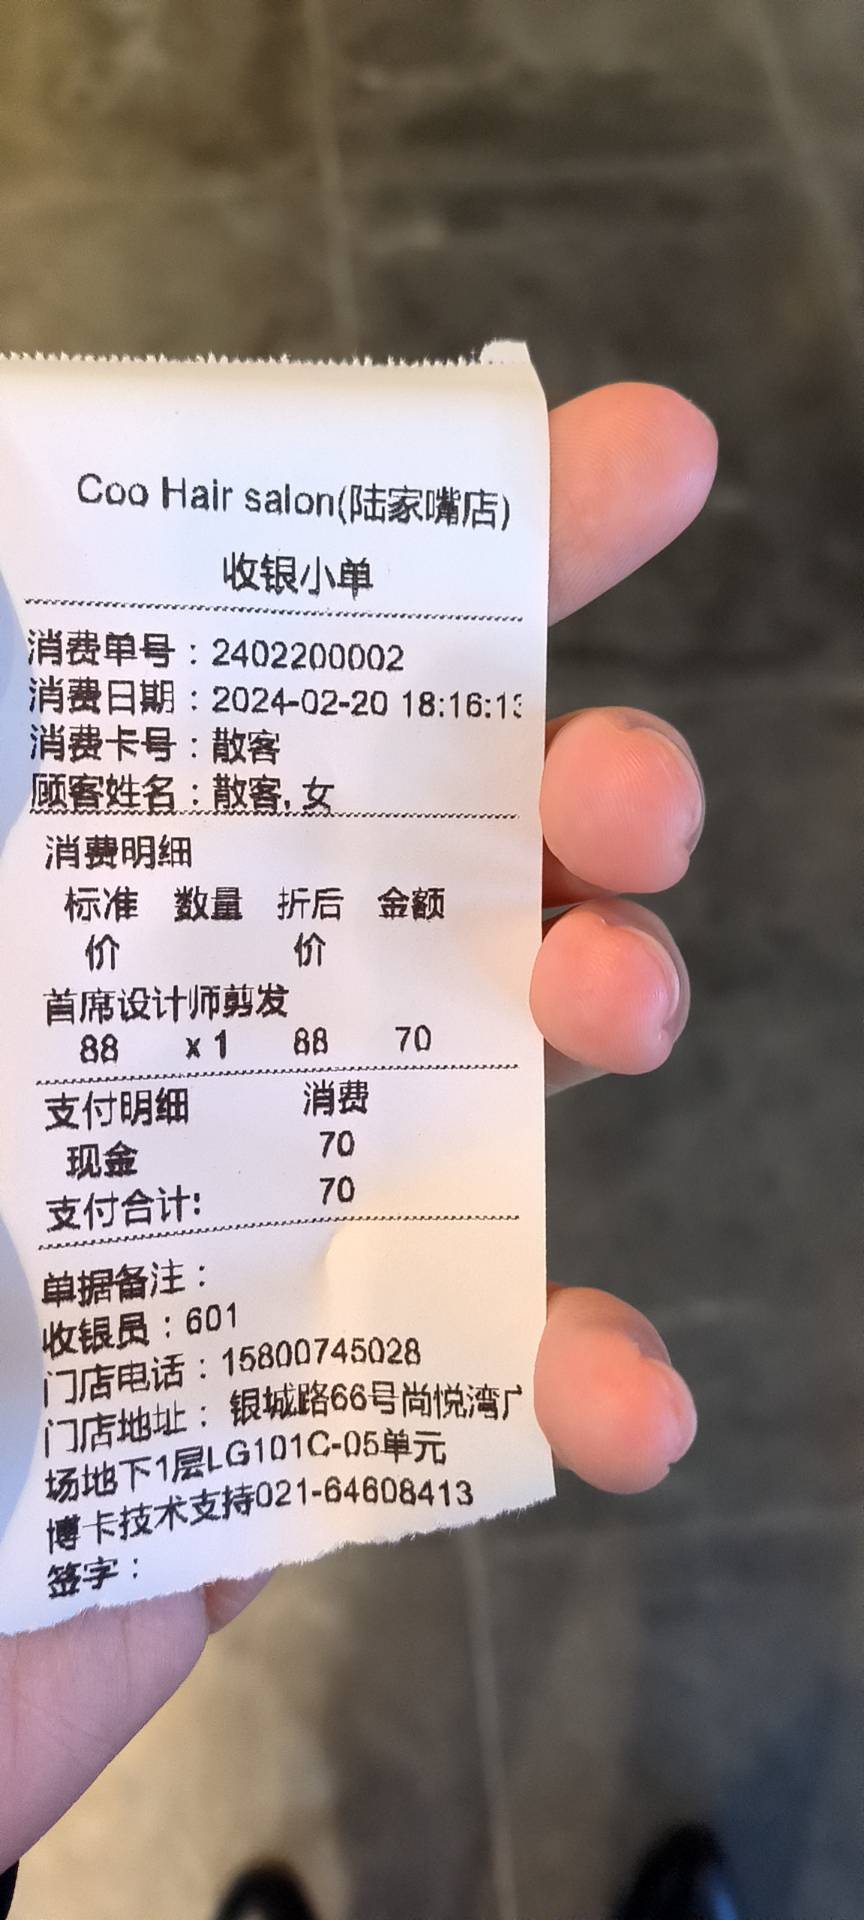 Coo Hair salon(陆家嘴店)
收银小单
消费单号：2402200002
消费日期：2024-02-20 18:16:13
消费卡号：散客
顾客姓名：散客,女
消费明细
标准 数量 折后 金额
价 价
首席设计师剪发
88 x 1 88 70
支付明细 消费
现金 70
支付合计: 70
单据备注：
收银员：601
门店电话：15800745028
门店地址： 银城路66号尚悦湾广
场地下1层LG101C-05单元
博卡技术支持021-64608413
签字：